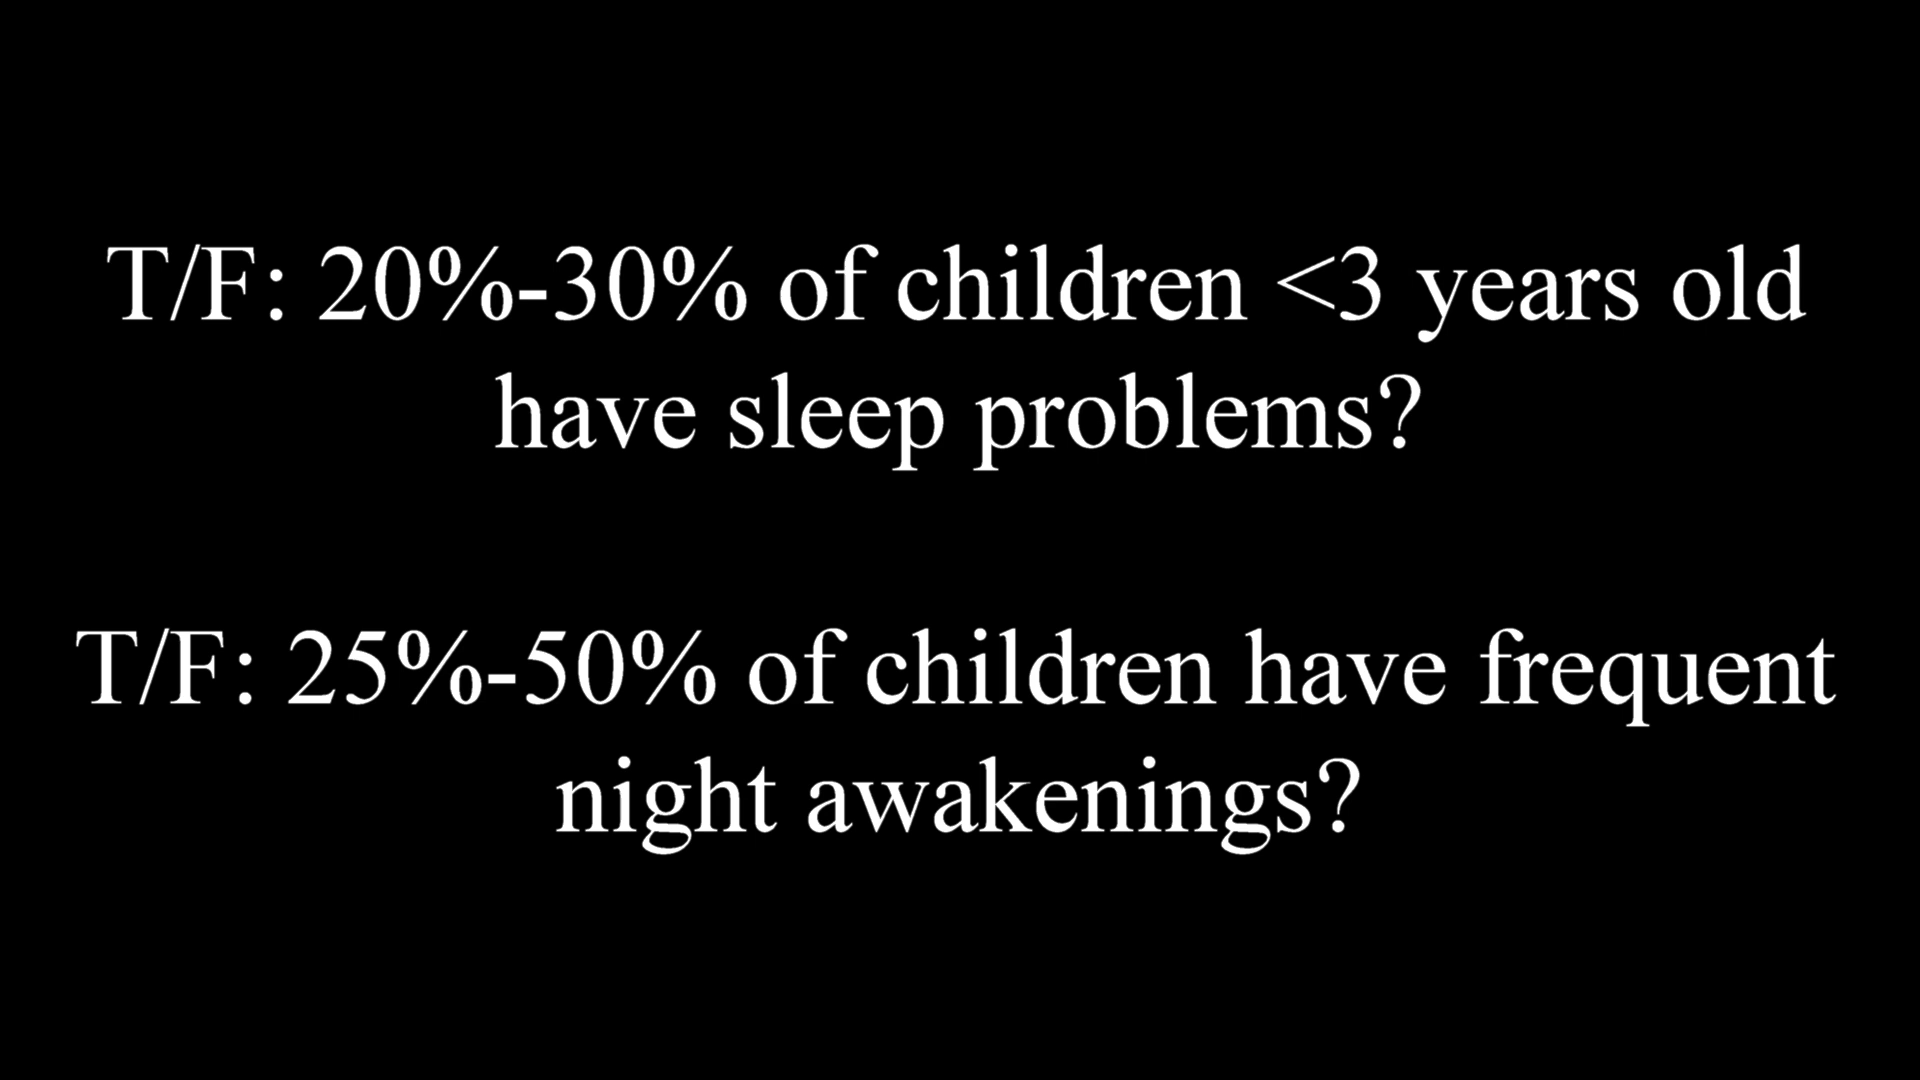 T/F: 20%-30% of children <3 years old
have sleep problems?
T/F: 25%-50% of children have frequent
night awakenings?